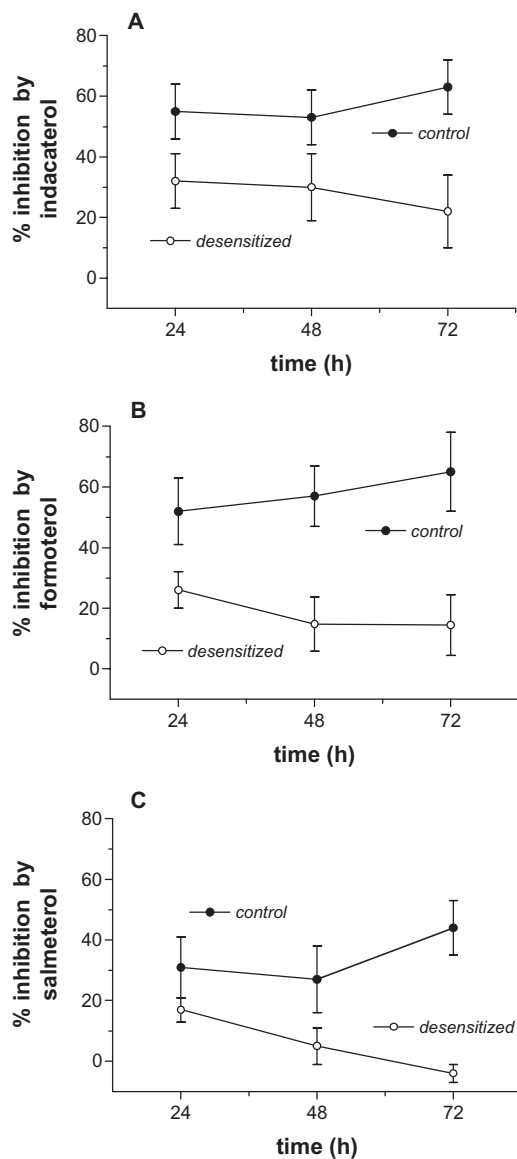 A
% inhibition by
indacaterol
80
60
40
20
0
control
desensitized
24 48 72
time (h)
B
% inhibition by
formoterol
80
60
40
20
0
control
desensitized
24 48 72
time (h)
C
% inhibition by
salmeterol
80
60
40
20
0
control
desensitized
24 48 72
time (h)